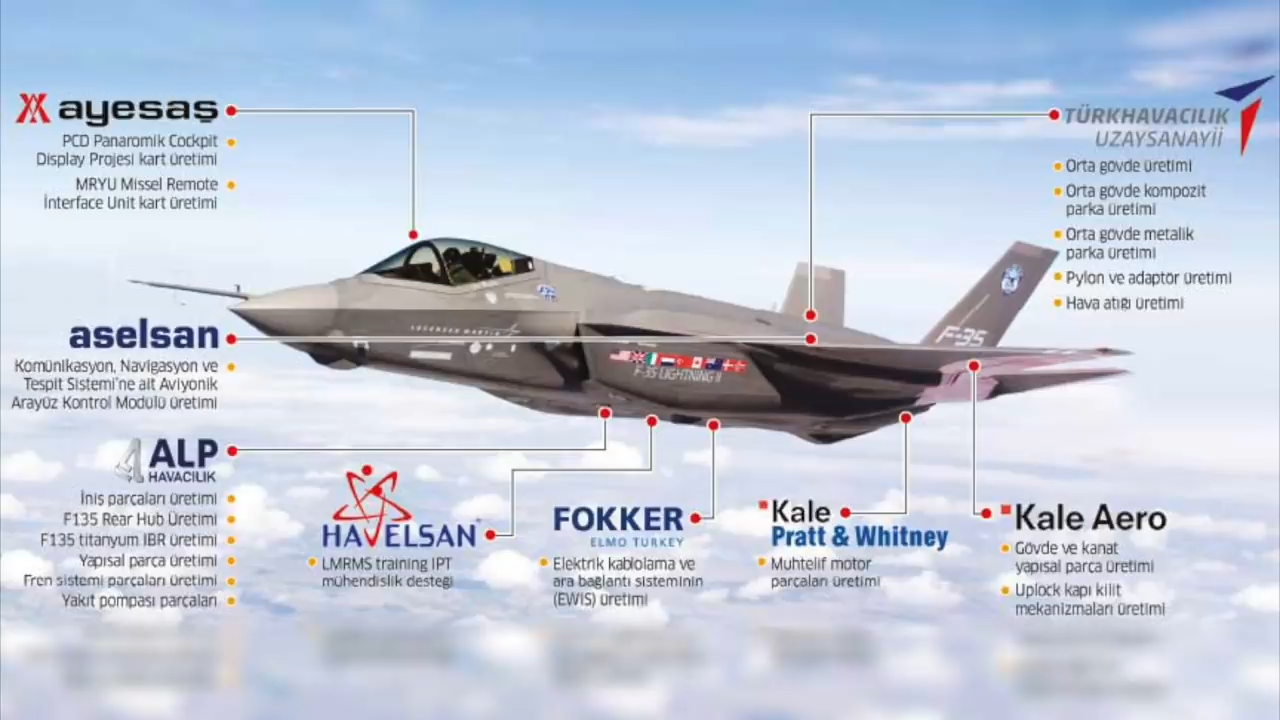 ayesaş
PCD Panaromik Cockpit
Display Projesi kart üretimi
MRYU Missel Remote
İnterface Unit kart üretimi
TÜRKHAVACILIK
UZAYSANAYİİ
Orta gövde üretimi
Orta gövde kompozit
parka üretimi
Orta gövde metalik
parka üretimi
Pylon ve adaptör üretimi
Hava atığı üretimi
F-35
LOCKHEED MARTIN
F-35 LIGHTNING II
aselsan
Komünikasyon, Navigasyon ve
Tespit Sistemi'ne ait Aviyonik
Arayüz Kontrol Modülü üretimi
ALP
HAVACILIK
İniş parçaları üretimi
F135 Rear Hub Üretimi
F135 titanyum IBR üretimi
Yapısal parça üretimi
Fren sistemi parçaları üretimi
Yakıt pompası parçaları
HAVELSAN
LMRMS training IPT
mühendislik desteği
FOKKER
ELMO TURKEY
Elektrik kablolama ve
ara bağlantı sisteminin
(EWIS) üretimi
Kale
Pratt & Whitney
Muhtelif motor
parçaları üretimi
Kale Aero
Gövde ve kanat
yapısal parça üretimi
Uplock kapı kilit
mekanizmaları üretimi